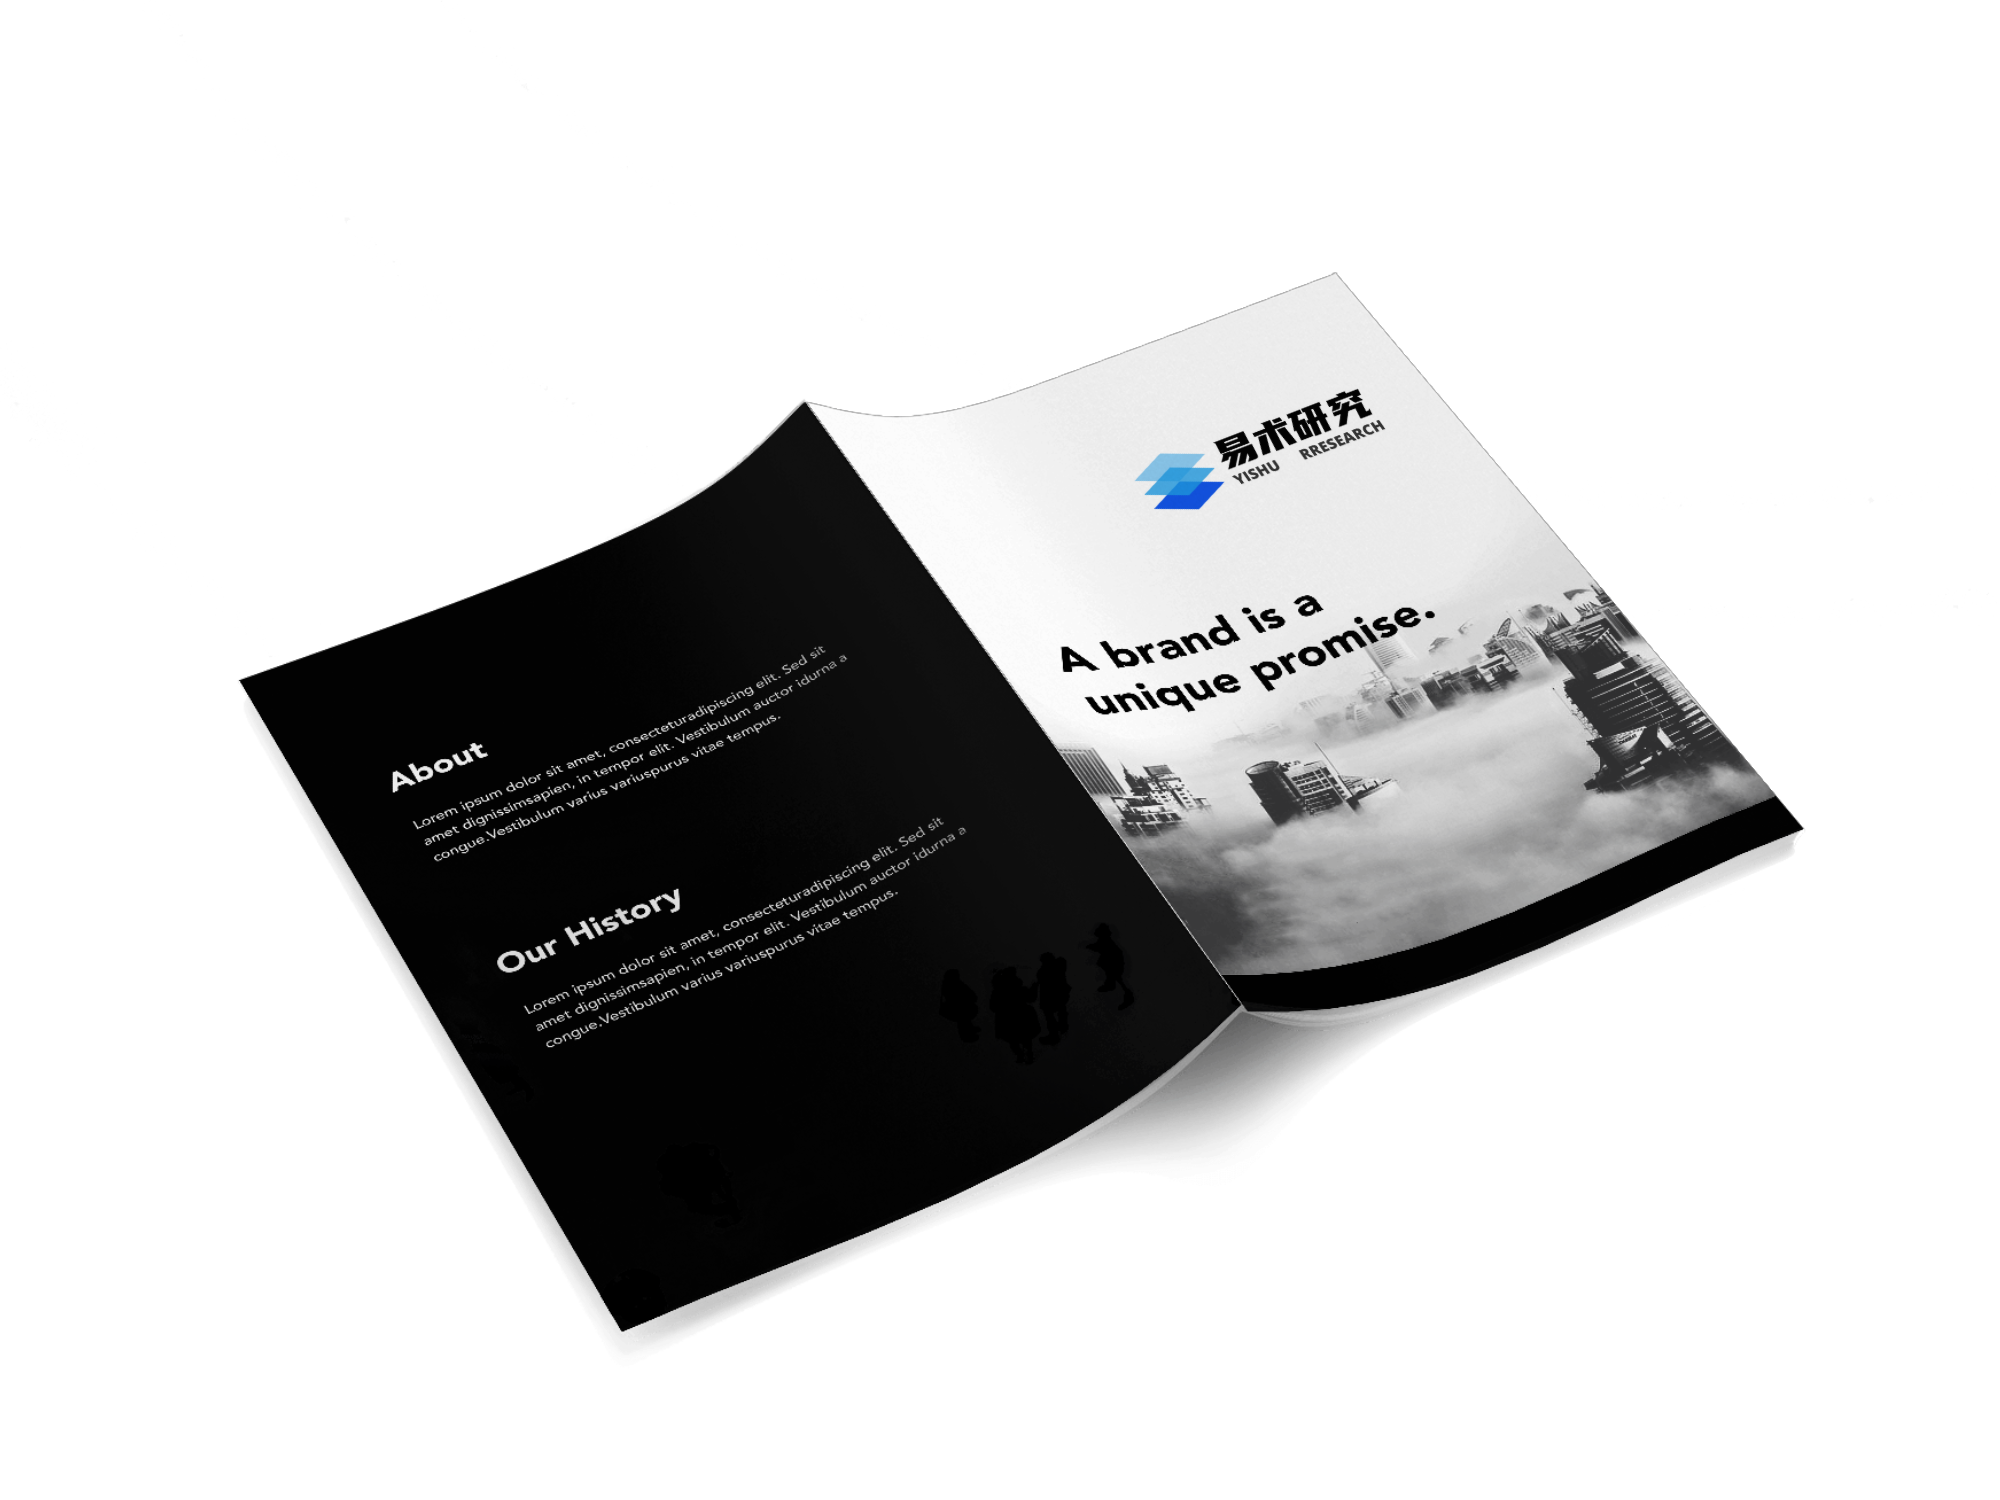 易术研究
YISHU RRESEARCH
A brand is a
unique promise.
About
Lorem ipsum dolor sit amet, consecteturadipiscing elit. Sed sit
amet dignissimsapien, in tempor elit. Vestibulum auctor idurna a
congue.Vestibulum varius variuspurus vitae tempus.
Our History
Lorem ipsum dolor sit amet, consecteturadipiscing elit. Sed sit
amet dignissimsapien, in tempor elit. Vestibulum auctor idurna a
congue.Vestibulum varius variuspurus vitae tempus.